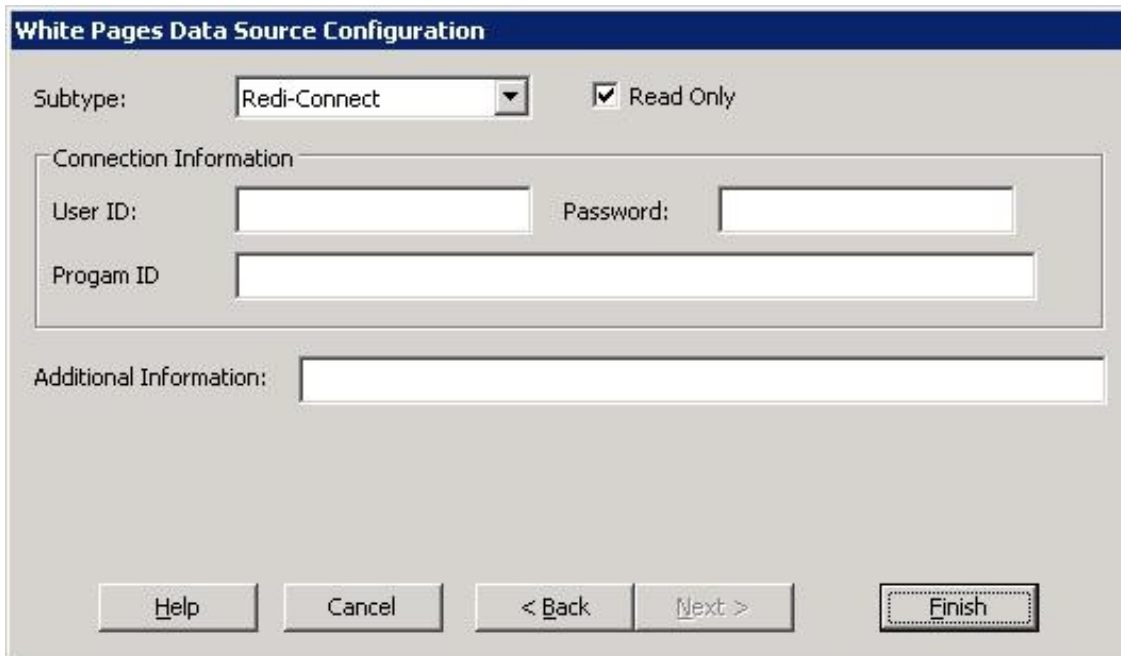 White Pages Data Source Configuration
Subtype: Redi-Connect Read Only
Connection Information
User ID: Password:
Progam ID
Additional Information:
Help Cancel < Back Next > Finish